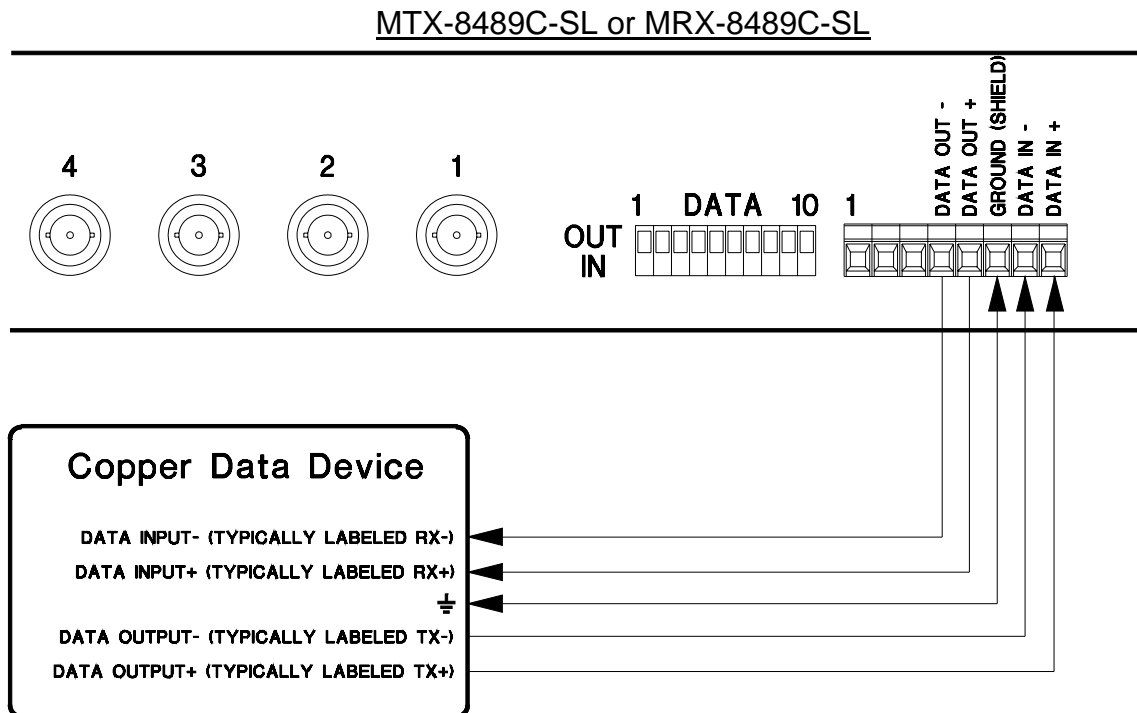 MTX-8489C-SL or MRX-8489C-SL
DATA OUT -
DATA OUT +
GROUND (SHIELD)
DATA IN -
DATA IN +
4 3 2 1
1 DATA 10 1
OUT
IN
Copper Data Device
DATA INPUT- (TYPICALLY LABELED RX-)
DATA INPUT+ (TYPICALLY LABELED RX+)
DATA OUTPUT- (TYPICALLY LABELED TX-)
DATA OUTPUT+ (TYPICALLY LABELED TX+)